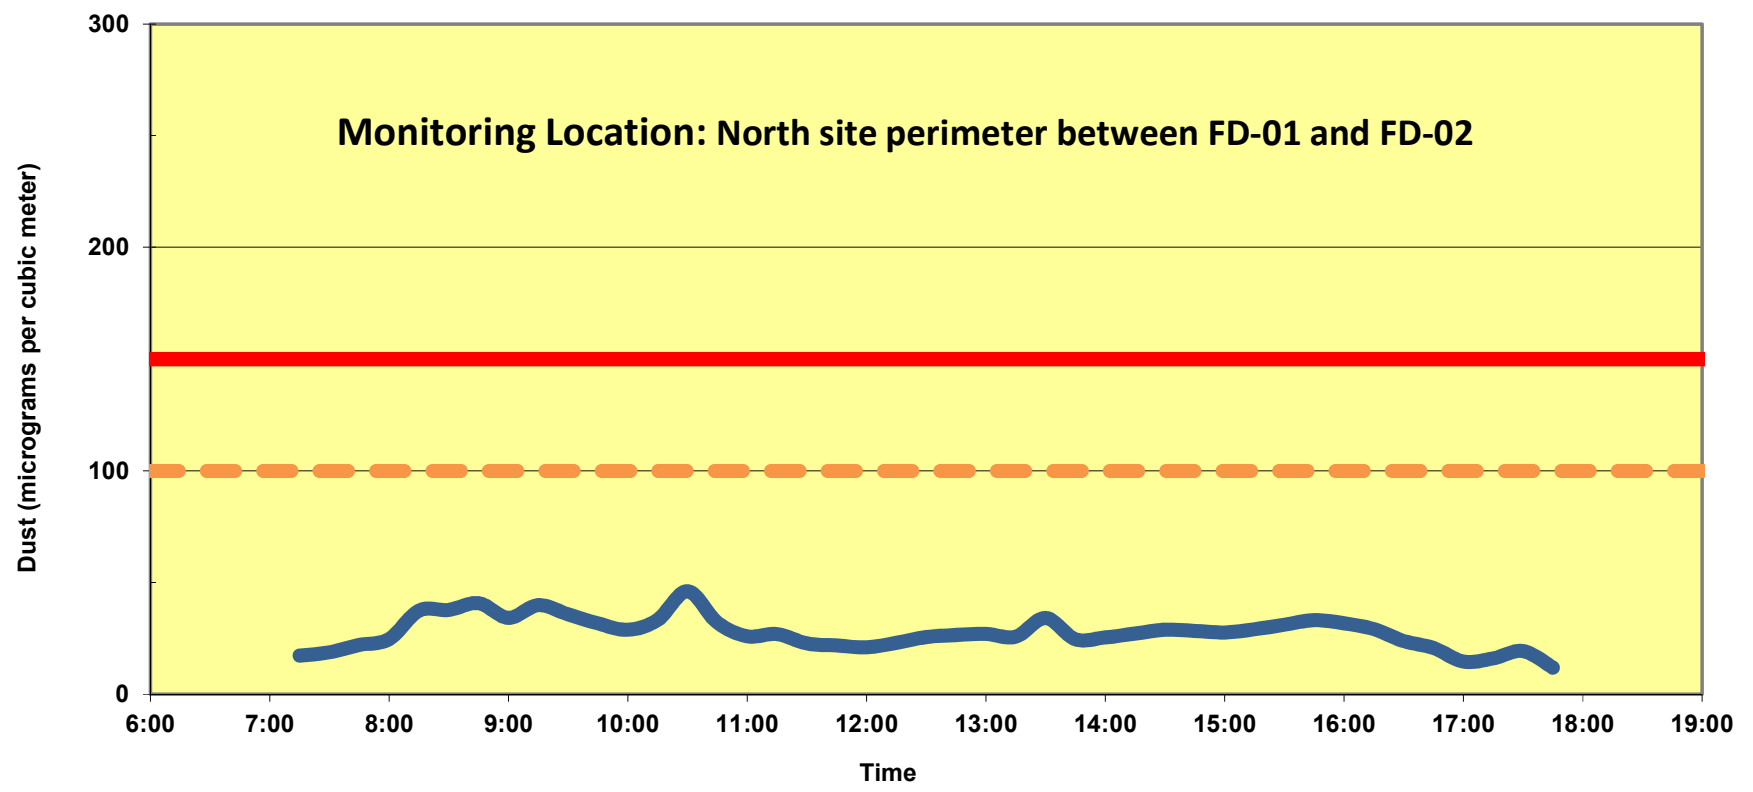 Monitoring Location: North site perimeter between FD-01 and FD-02
Dust (micrograms per cubic meter)
300
200
100
0
6:00 7:00 8:00 9:00 10:00 11:00 12:00 13:00 14:00 15:00 16:00 17:00 18:00 19:00
Time